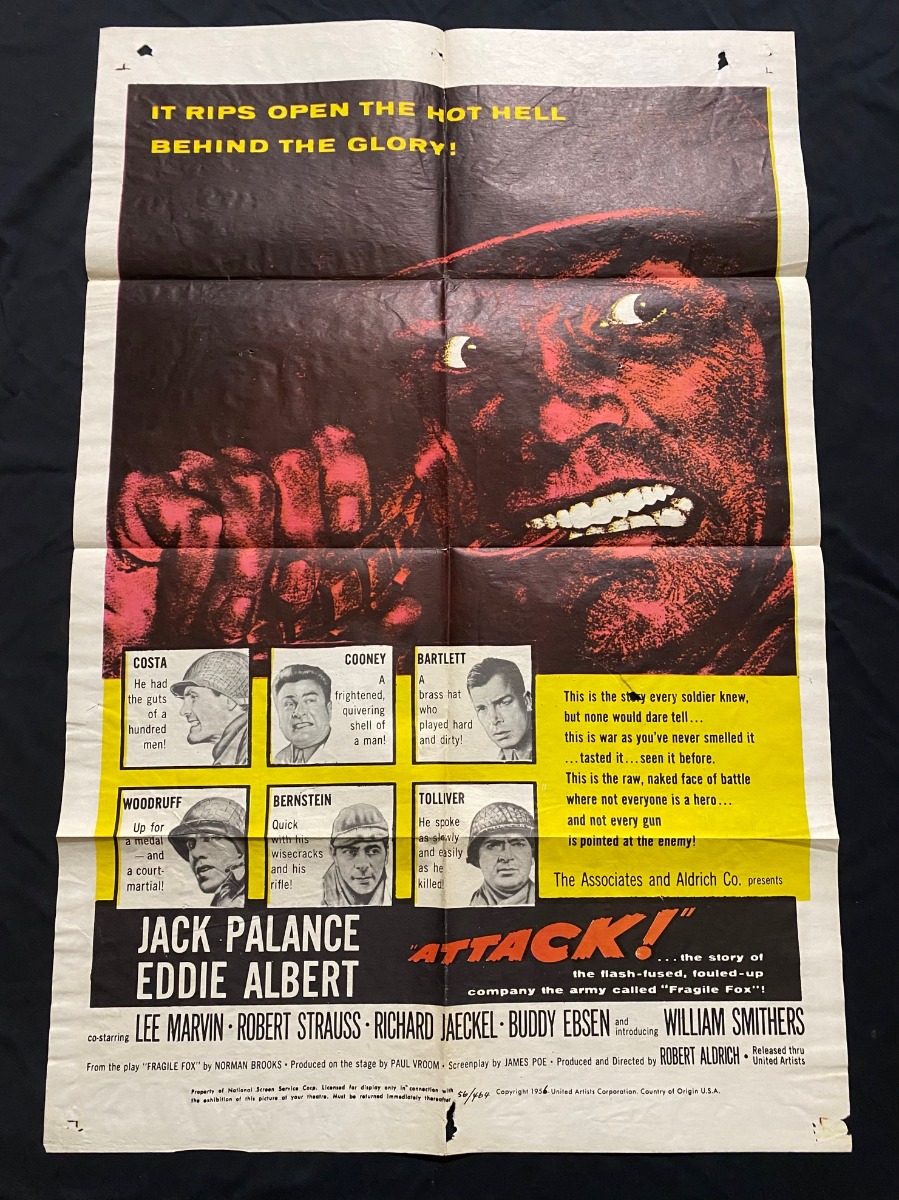 IT RIPS OPEN THE HOT HELL
BEHIND THE GLORY!
COSTA
He had
the guts
of a
hundred
men!
COONEY
A
frightened,
quivering
shell of
a man!
BARTLETT
A
brass hat
who
played hard
and dirty!
WOODRUFF
Up for
a medal
— and
a court-
martial!
BERNSTEIN
Quick
with his
wisecracks
and his
rifle!
TOLLIVER
He spoke
as slowly
and easily
as he
killed!
This is the story every soldier knew,
but none would dare tell...
this is war as you've never smelled it
...tasted it...seen it before.
This is the raw, naked face of battle
where not everyone is a hero...
and not every gun
is pointed at the enemy!
The Associates and Aldrich Co. presents
JACK PALANCE
EDDIE ALBERT
"ATTACK!"
...the story of
the flash-fused, fouled-up
company the army called "Fragile Fox"!
co-starring LEE MARVIN · ROBERT STRAUSS · RICHARD JAECKEL · BUDDY EBSEN and introducing WILLIAM SMITHERS
From the play "FRAGILE FOX" by NORMAN BROOKS · Produced on the stage by PAUL VROOM · Screenplay by JAMES POE · Produced and Directed by ROBERT ALDRICH · Released thru United Artists
Property of National Screen Service Corp. Licensed for display only in connection with
the exhibition of this picture at your theatre. Must be returned immediately thereafter
56/464 Copyright 1956 United Artists Corporation. Country of Origin U.S.A.